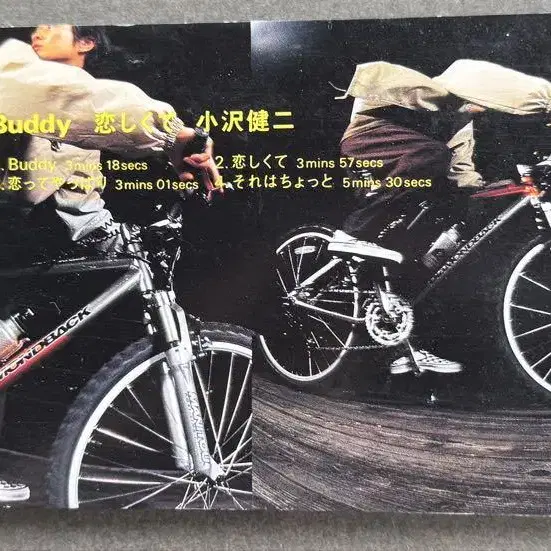 Buddy 恋しくて 小沢健二
. Buddy 3mins 18secs 2. 恋しくて 3mins 57secs
. 恋ってやっぱり 3mins 01secs 4. それはちょっと 5mins 30secs